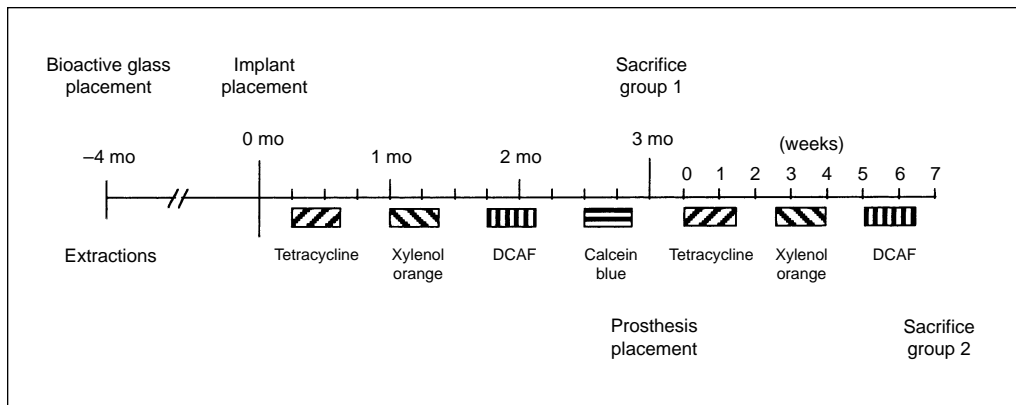 Bioactive glass
placement
Implant
placement
Sacrifice
group 1
–4 mo
0 mo
1 mo
2 mo
3 mo
(weeks)
0 1 2 3 4 5 6 7
Extractions
Tetracycline
Xylenol
orange
DCAF
Calcein
blue
Tetracycline
Xylenol
orange
DCAF
Prosthesis
placement
Sacrifice
group 2